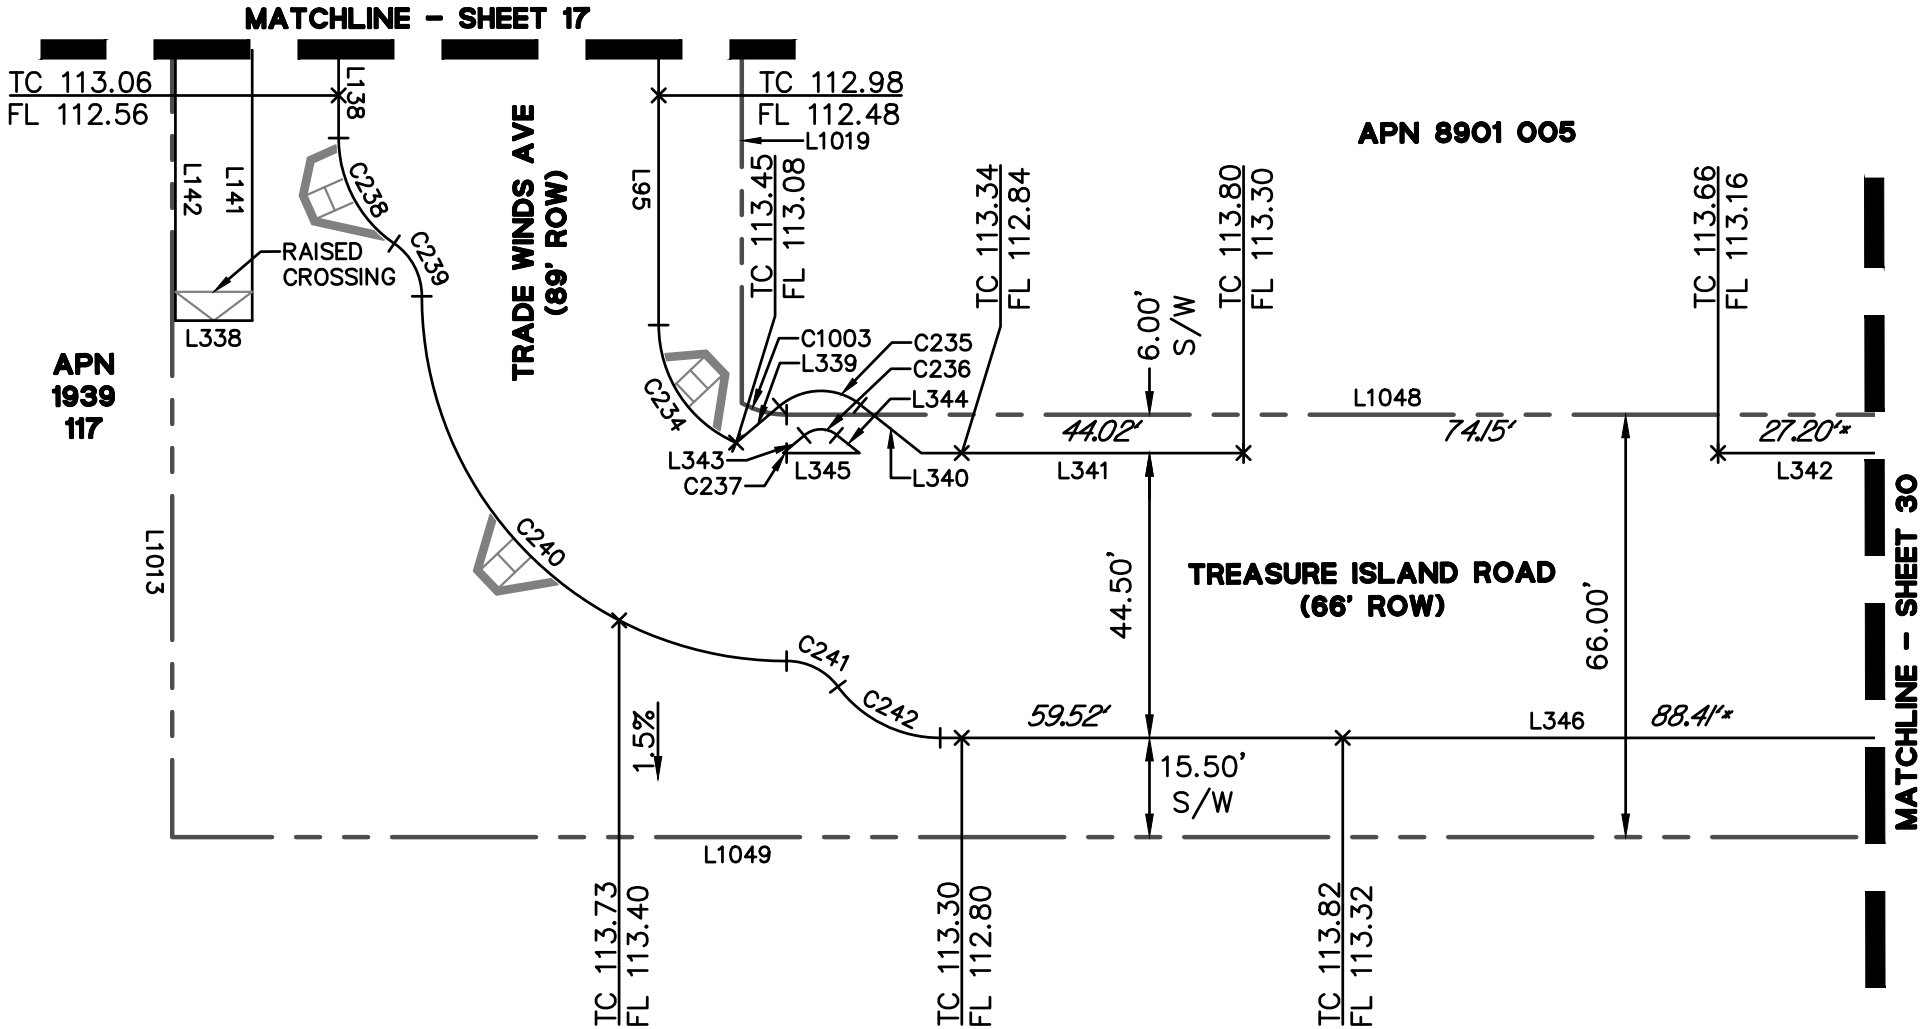 MATCHLINE - SHEET 17
TC 113.06
FL 112.56
L138
TC 112.98
FL 112.48
L1019
APN 8901 005
L142
L141
C238
C239
RAISED
CROSSING
L338
TRADE WINDS AVE
(89' ROW)
L95
TC 113.45
FL 113.08
TC 113.34
FL 112.84
TC 113.80
FL 113.30
TC 113.66
FL 113.16
6.00'
S/W
APN
1939
117
C1003
L339
C235
C236
L344
C234
L343
C237
L345
L340
L1048
44.02'
74.15'
27.20'*
L341
L342
L1013
C240
44.50'
TREASURE ISLAND ROAD
(66' ROW)
66.00'
MATCHLINE - SHEET 30
C241
C242
1.5%
59.52'
L346
88.41'*
15.50'
S/W
L1049
TC 113.73
FL 113.40
TC 113.30
FL 112.80
TC 113.82
FL 113.32